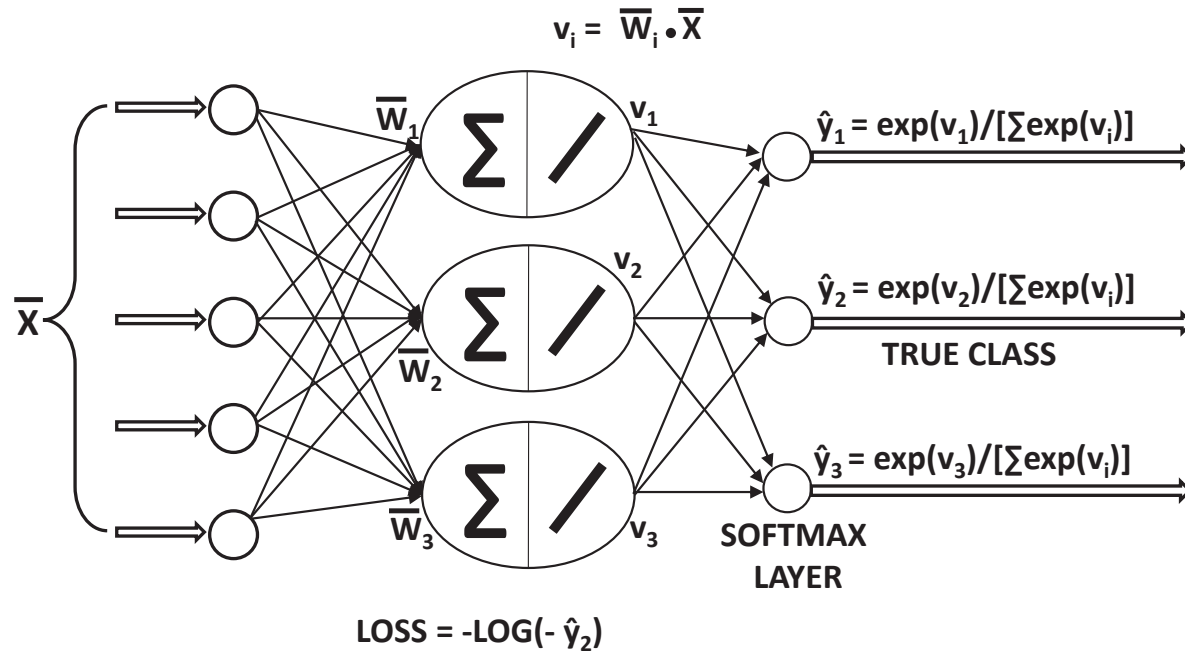 v₁ = W̅ᵢ • X̅
W̅₁
Σ
v₁
ŷ₁ = exp(v₁)/[∑exp(vᵢ)]
X̅
W̅₂
Σ
v₂
ŷ₂ = exp(v₂)/[∑exp(vᵢ)]
TRUE CLASS
W̅₃
Σ
v₃
ŷ₃ = exp(v₃)/[∑exp(vᵢ)]
SOFTMAX
LAYER
LOSS = -LOG(- ŷ₂)